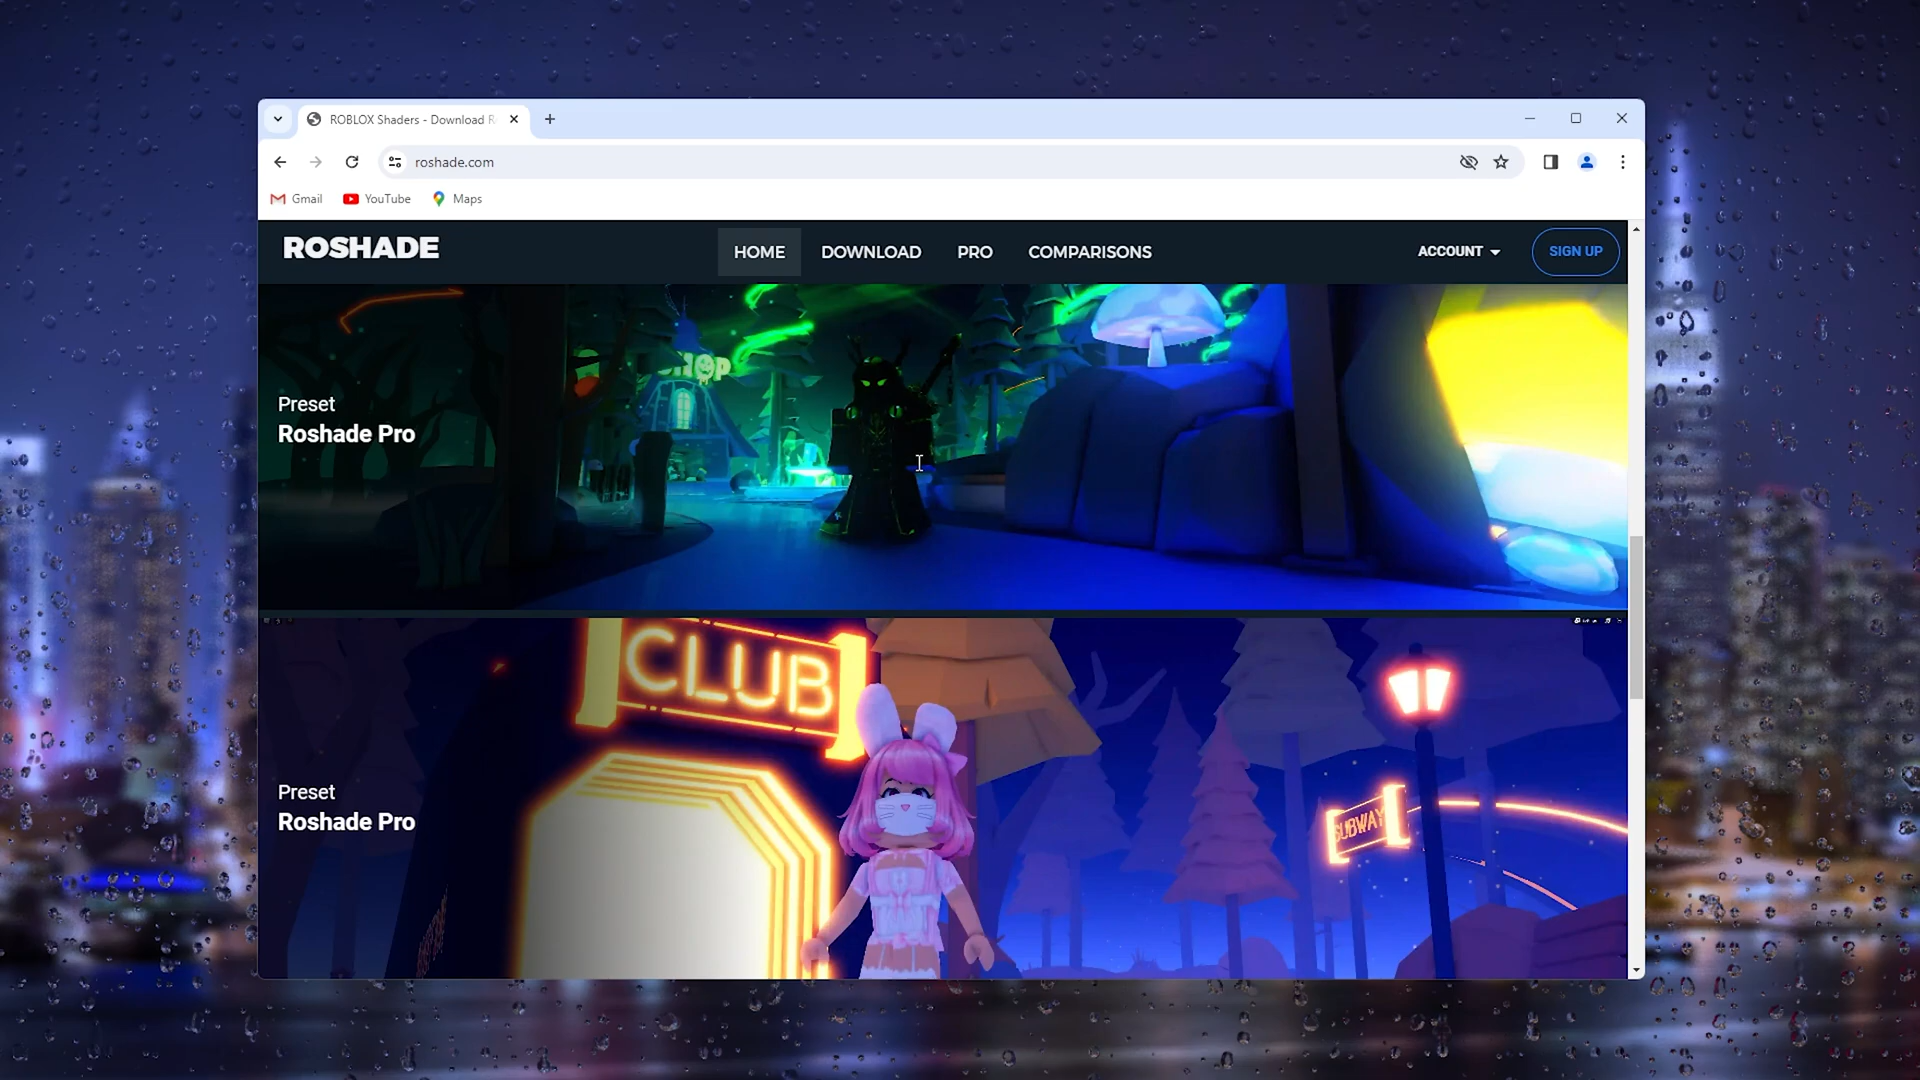 ROBLOX Shaders - Download R
roshade.com
Gmail YouTube Maps
ROSHADE HOME DOWNLOAD PRO COMPARISONS ACCOUNT SIGN UP
Preset
Roshade Pro
CLUB
Preset
Roshade Pro
SUBWAY